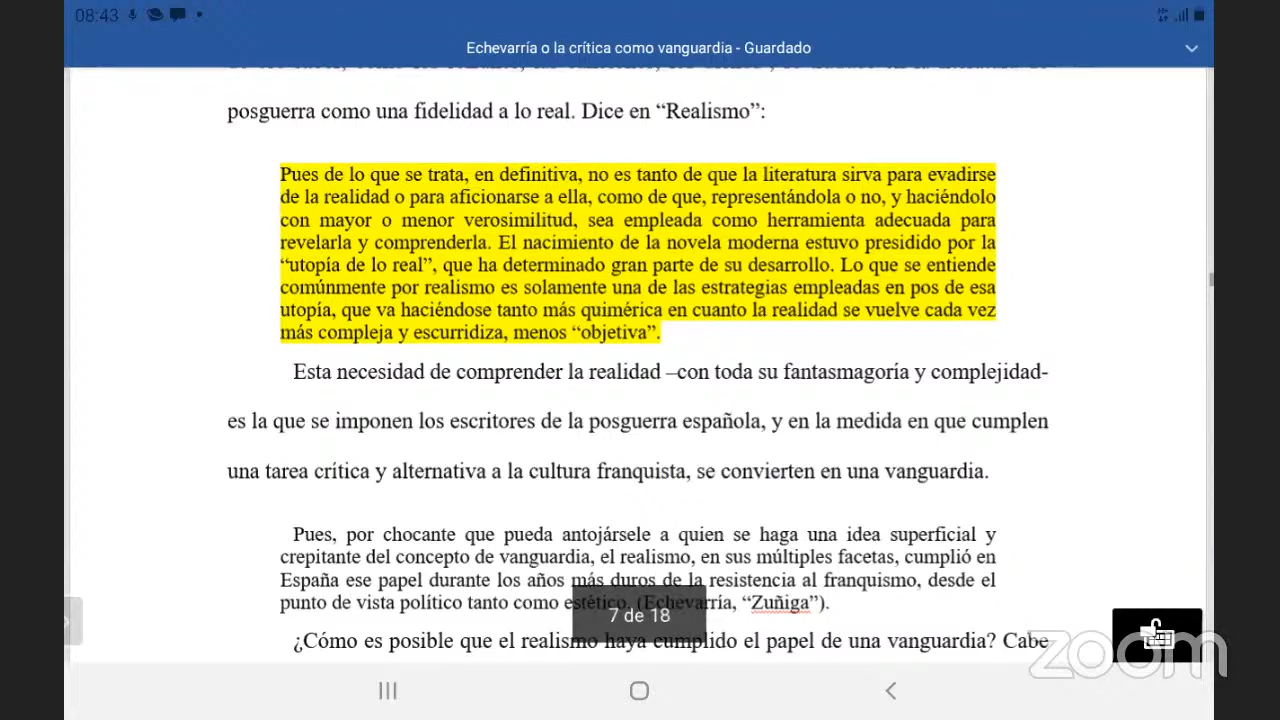 08:43
Echevarría o la crítica como vanguardia - Guardado
posguerra como una fidelidad a lo real. Dice en “Realismo”:
Pues de lo que se trata, en definitiva, no es tanto de que la literatura sirva para evadirse
de la realidad o para aficionarse a ella, como de que, representándola o no, y haciéndolo
con mayor o menor verosimilitud, sea empleada como herramienta adecuada para
revelarla y comprenderla. El nacimiento de la novela moderna estuvo presidido por la
“utopía de lo real”, que ha determinado gran parte de su desarrollo. Lo que se entiende
comúnmente por realismo es solamente una de las estrategias empleadas en pos de esa
utopía, que va haciéndose tanto más quimérica en cuanto la realidad se vuelve cada vez
más compleja y escurridiza, menos “objetiva”.
Esta necesidad de comprender la realidad –con toda su fantasmagoría y complejidad-
es la que se imponen los escritores de la posguerra española, y en la medida en que cumplen
una tarea crítica y alternativa a la cultura franquista, se convierten en una vanguardia.
Pues, por chocante que pueda antojársele a quien se haga una idea superficial y
crepitante del concepto de vanguardia, el realismo, en sus múltiples facetas, cumplió en
España ese papel durante los años más duros de la resistencia al franquismo, desde el
punto de vista político tanto como estético. (Echevarría, “Zuñiga”).
7 de 18
¿Cómo es posible que el realismo haya cumplido el papel de una vanguardia? Cabe
zoom